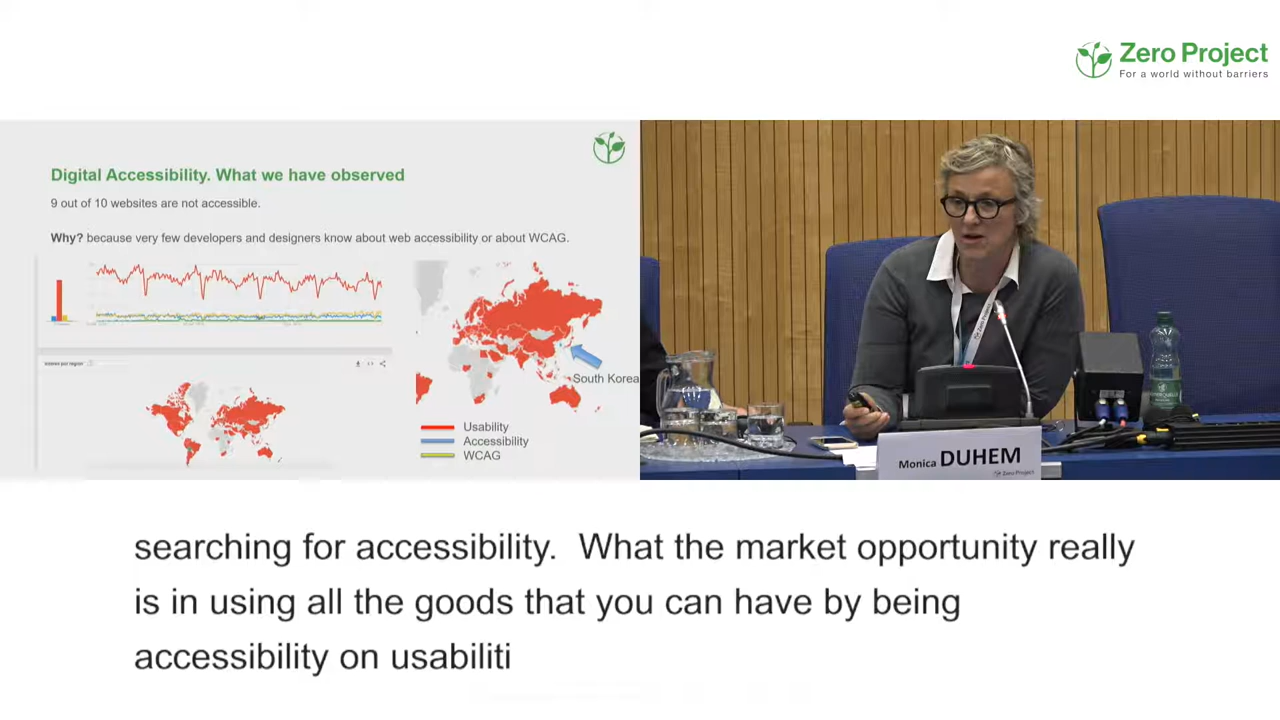 Zero Project
For a world without barriers
Digital Accessibility. What we have observed
9 out of 10 websites are not accessible.
Why? because very few developers and designers know about web accessibility or about WCAG.
South Korea
Usability
Accessibility
WCAG
Monica DUHEM
Zero Project
searching for accessibility. What the market opportunity really
is in using all the goods that you can have by being
accessibility on usabiliti